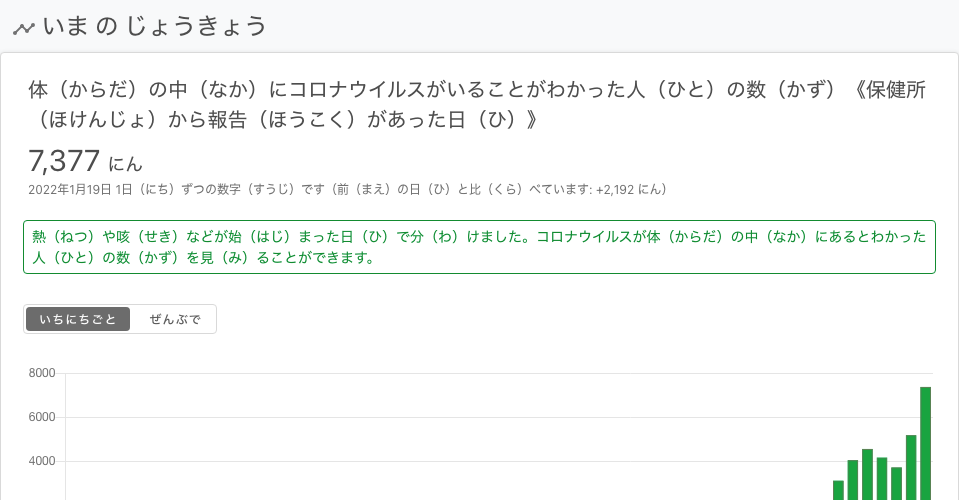 いま の じょうきょう
体（からだ）の中（なか）にコロナウイルスがいることがわかった人（ひと）の数（かず）《保健所
（ほけんじょ）から報告（ほうこく）があった日（ひ）》
7,377 にん
2022年1月19日 1日（にち）ずつの数字（すうじ）です（前（まえ）の日（ひ）と比（くら）べています: +2,192 にん）
熱（ねつ）や咳（せき）などが始（はじ）まった日（ひ）で分（わ）けました。コロナウイルスが体（からだ）の中（なか）にあるとわかった
人（ひと）の数（かず）を見（み）ることができます。
いちにちごと ぜんぶで
8000
6000
4000